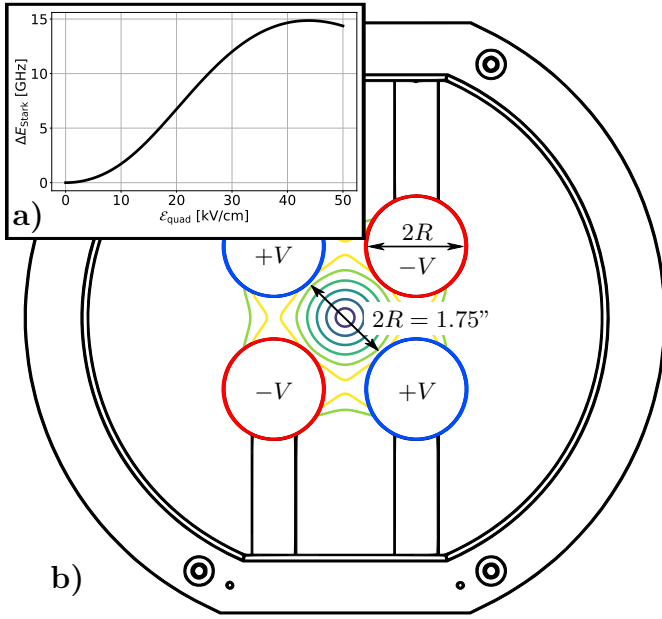 15
10
5
0
ΔE_Stark [GHz]
0 10 20 30 40 50
ℰ_quad [kV/cm]
a)
+V
2R
−V
2R = 1.75”
−V
+V
b)